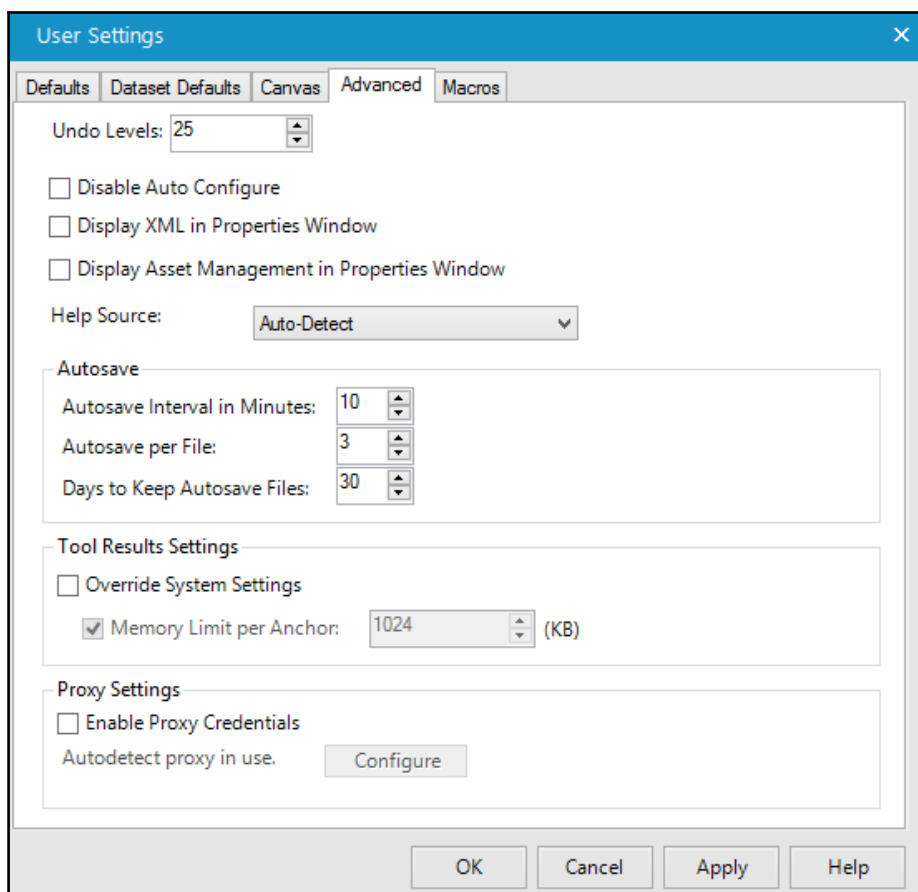 User Settings
Defaults Dataset Defaults Canvas Advanced Macros
Undo Levels: 25
Disable Auto Configure
Display XML in Properties Window
Display Asset Management in Properties Window
Help Source: Auto-Detect
Autosave
Autosave Interval in Minutes: 10
Autosave per File: 3
Days to Keep Autosave Files: 30
Tool Results Settings
Override System Settings
Memory Limit per Anchor: 1024 (KB)
Proxy Settings
Enable Proxy Credentials
Autodetect proxy in use. Configure
OK Cancel Apply Help